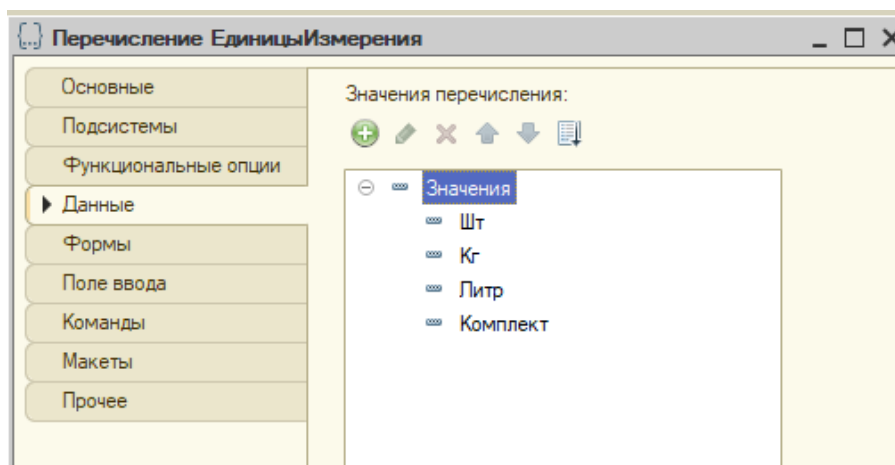 Перечисление ЕдиницыИзмерения
Основные
Подсистемы
Функциональные опции
Данные
Формы
Поле ввода
Команды
Макеты
Прочее
Значения перечисления:
Значения
Шт
Кг
Литр
Комплект